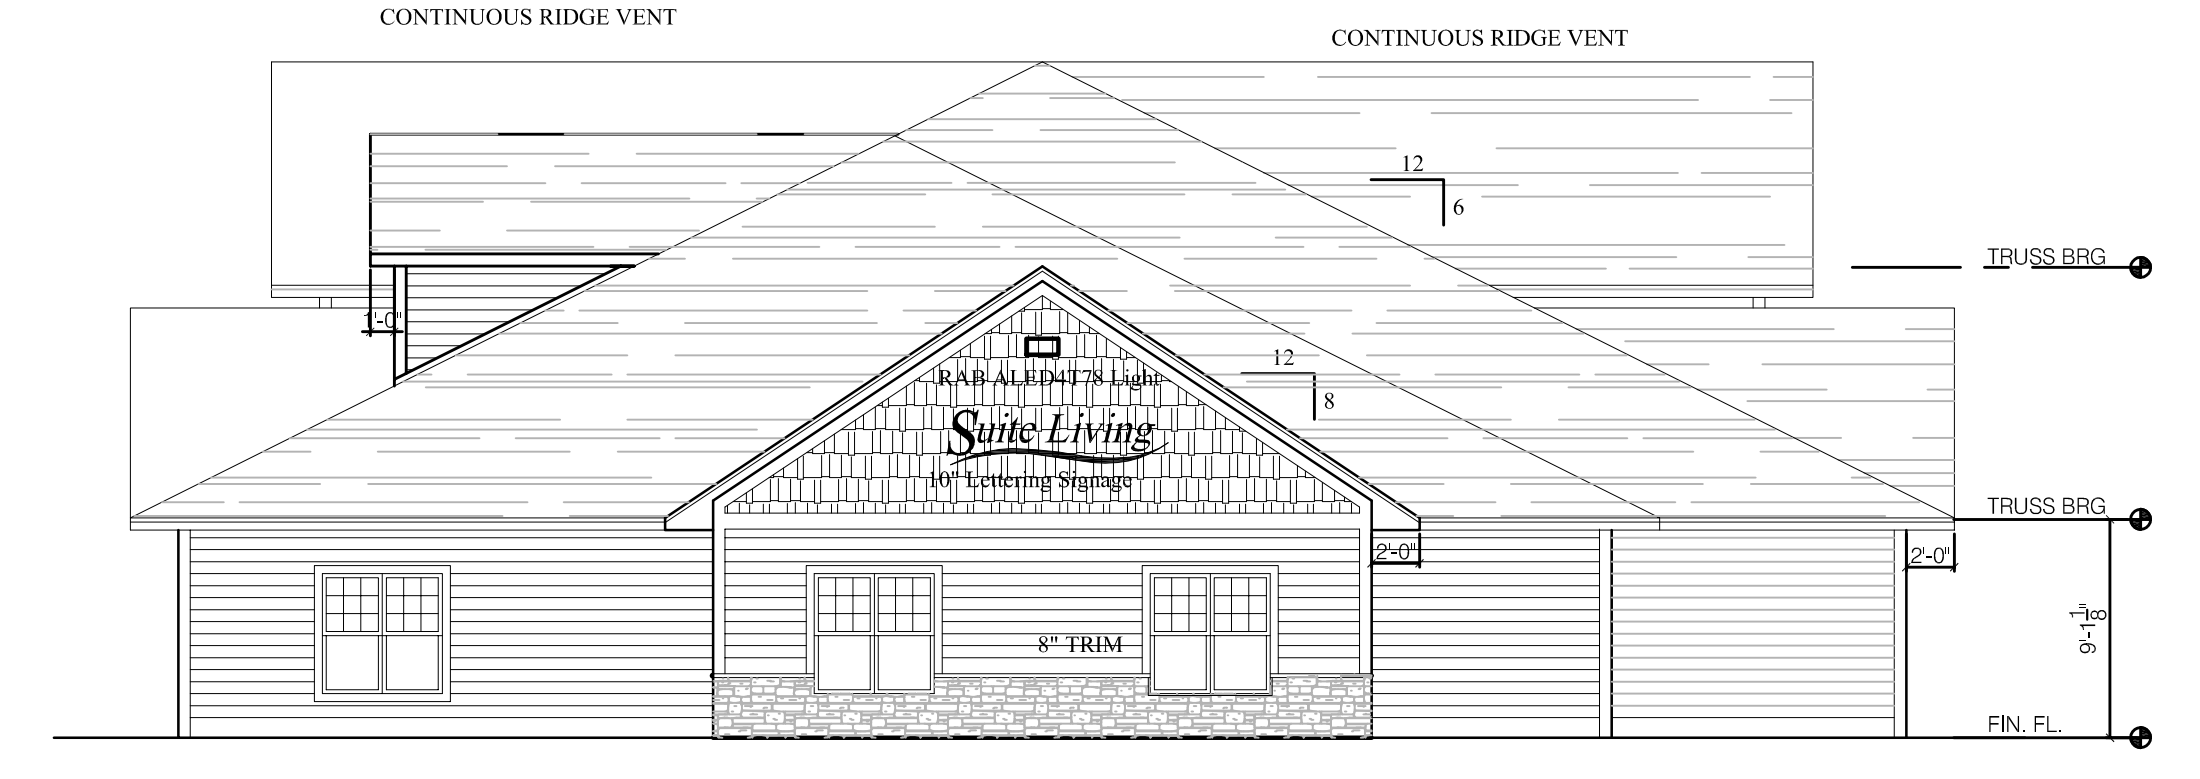 CONTINUOUS RIDGE VENT
CONTINUOUS RIDGE VENT
12
6
TRUSS BRG
1'-0"
12
8
RAB ALED4T78 Light
Suite Living
10" Lettering Signage
TRUSS BRG
2'-0"
2'-0"
9'-1 1/8"
8" TRIM
FIN. FL.